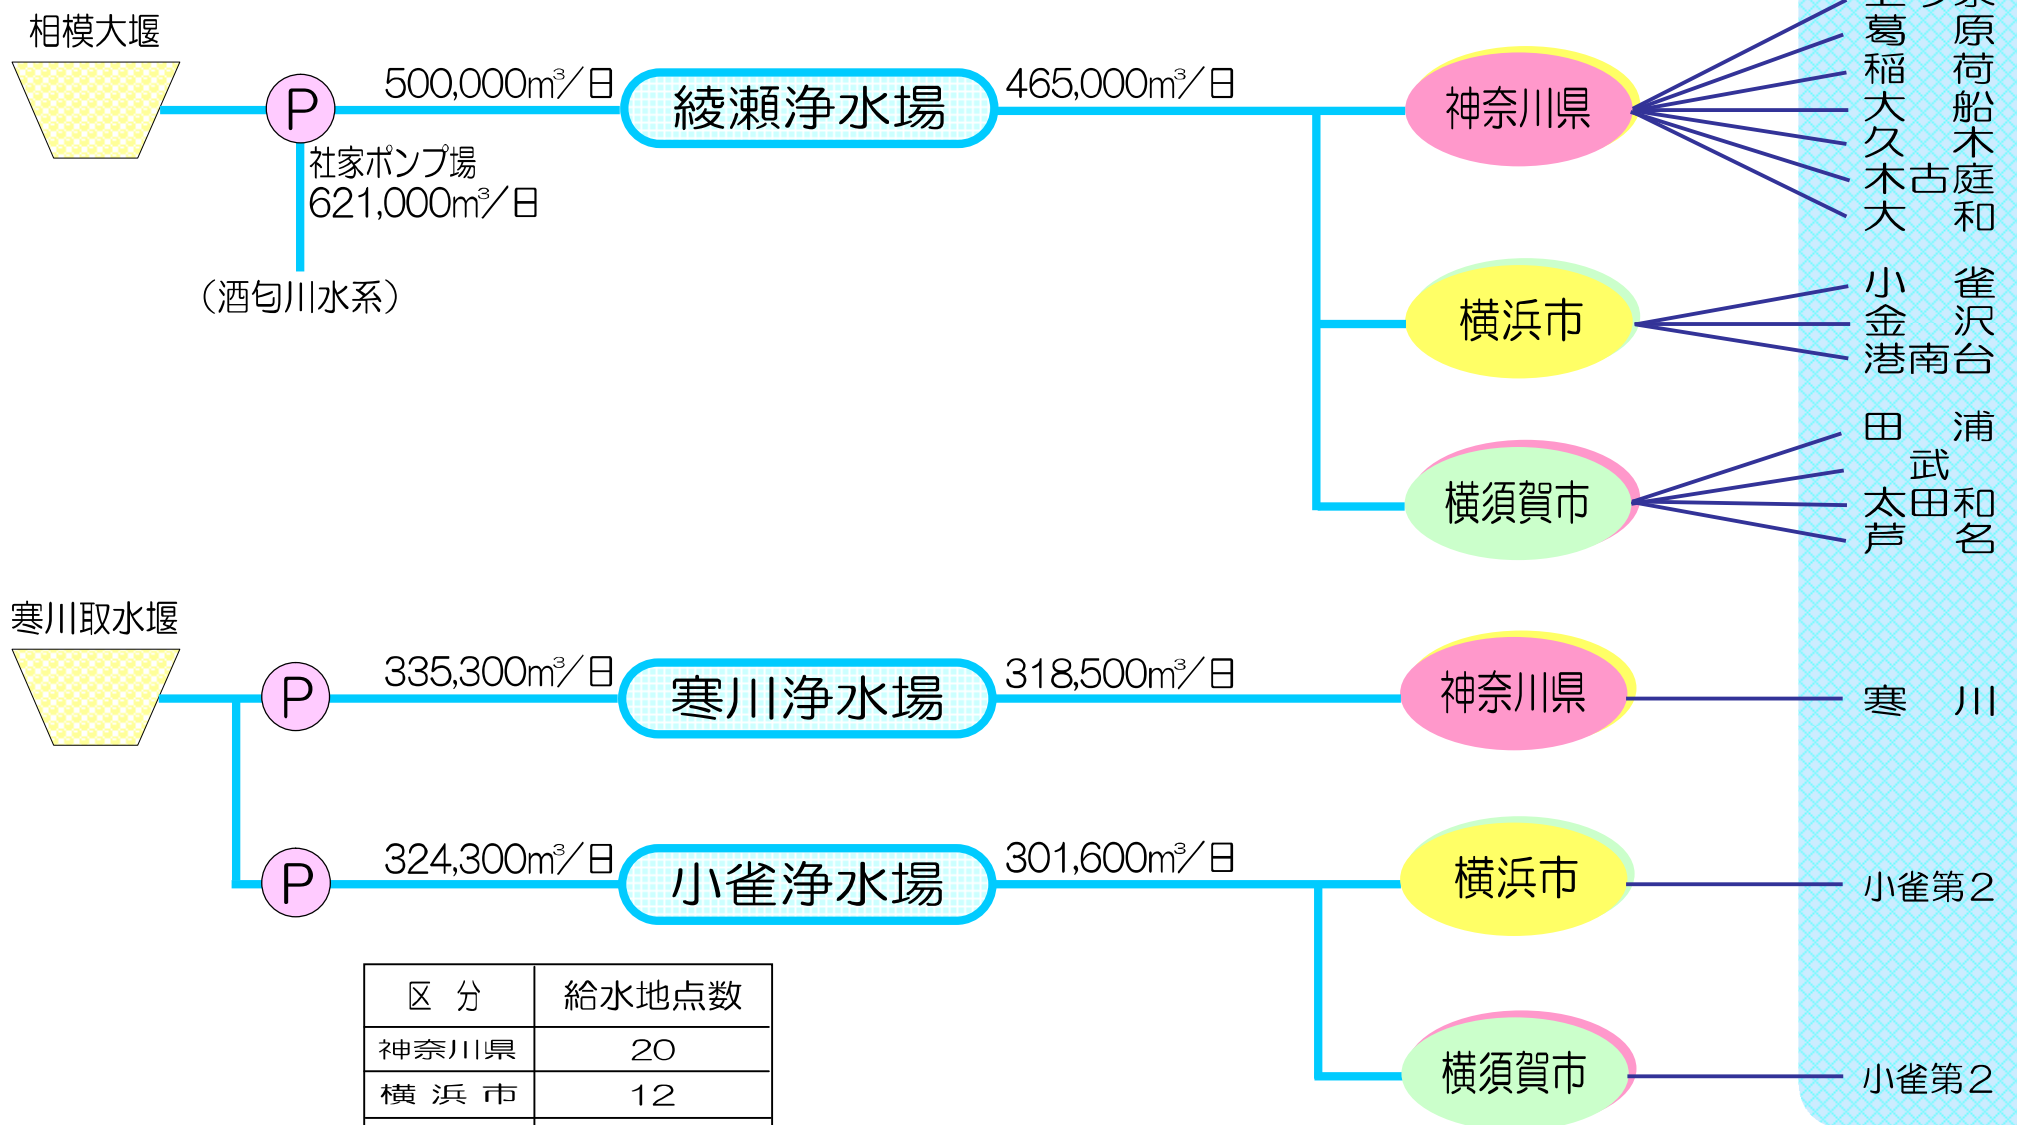 相模大堰
P
500,000m³/日
綾瀬浄水場
465,000m³/日
神奈川県
葛原
稲荷
大船
久木
木古庭
大和
社家ポンプ場
621,000m³/日
（酒匂川水系）
横浜市
小雀
金沢
港南台
横須賀市
田浦
武
太田和
芦名
寒川取水堰
P
335,300m³/日
寒川浄水場
318,500m³/日
神奈川県
寒川
P
324,300m³/日
小雀浄水場
301,600m³/日
横浜市
小雀第2
横須賀市
小雀第2
区分 給水地点数
神奈川県 20
横浜市 12